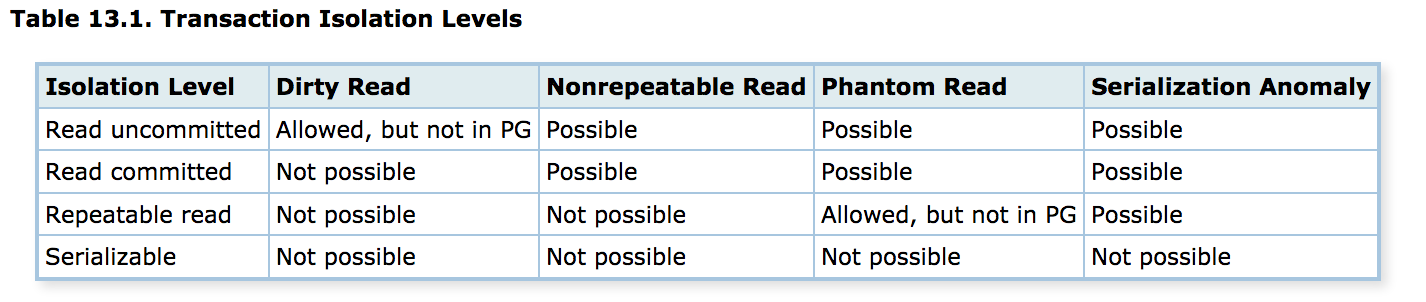 Table 13.1. Transaction Isolation Levels
Isolation Level Dirty Read Nonrepeatable Read Phantom Read Serialization Anomaly
Read uncommitted Allowed, but not in PG Possible Possible Possible
Read committed Not possible Possible Possible Possible
Repeatable read Not possible Not possible Allowed, but not in PG Possible
Serializable Not possible Not possible Not possible Not possible